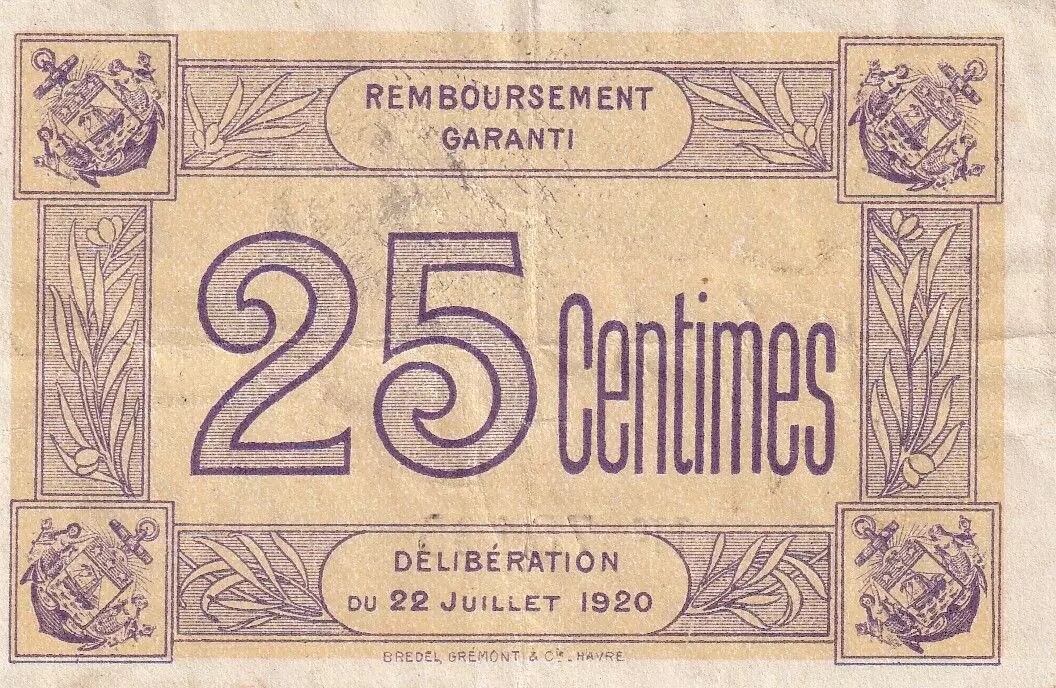 REMBOURSEMENT
GARANTI
25 Centimes
DÉLIBÉRATION
DU 22 JUILLET 1920
BREDEL, GRÉMONT & Cie - HAVRE